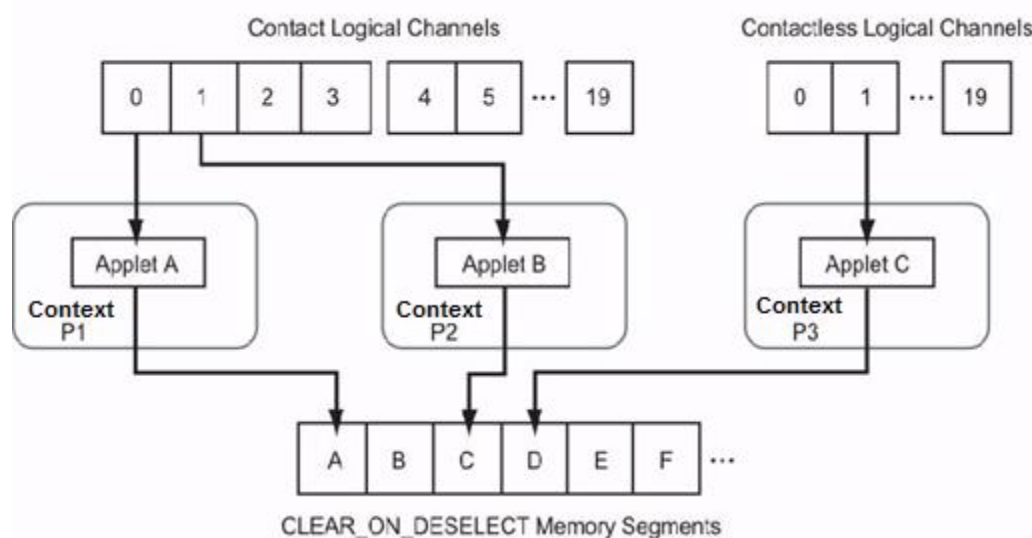 Contact Logical Channels Contactless Logical Channels
0 1 2 3 4 5 ... 19 0 1 ... 19
Applet A Applet B Applet C
Context Context Context
P1 P2 P3
A B C D E F ...
CLEAR_ON_DESELECT Memory Segments